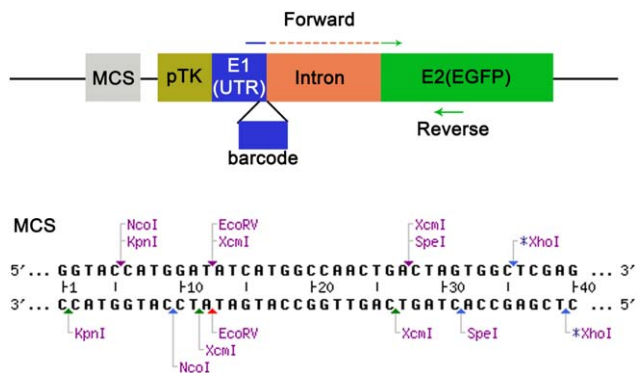 Forward
MCS pTK E1 (UTR) Intron E2(EGFP)
Reverse
barcode
MCS
NcoI EcoRV XcmI
KpnI XcmI SpeI *XhoI
5′... GGTACCATGGATATCATGGCCAACTGACTAGTGGCTCGAG ... 3′
1 10 20 30 40
3′... CCATGGTACCTATAGTACCGGTTGACTGATCACCGAGCTC ... 5′
KpnI EcoRV XcmI SpeI *XhoI
XcmI
NcoI